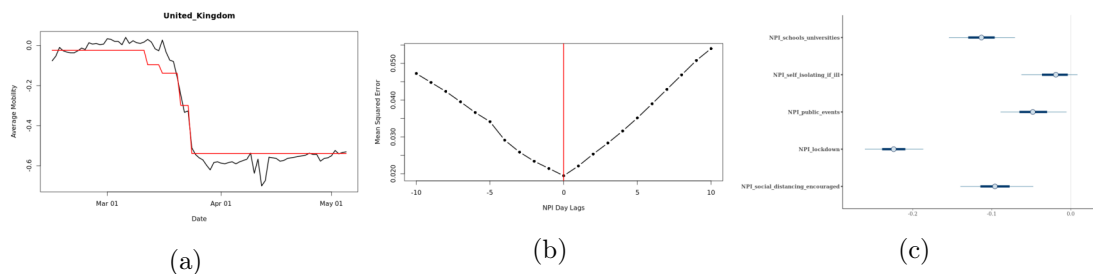 United_Kingdom
Average Mobility
0.0
-0.2
-0.4
-0.6
Mar 01
Apr 01
May 01
Date
(a)
Mean Squared Error
0.050
0.040
0.030
0.020
-10
-5
0
5
10
NPI Day Lags
(b)
NPI_schools_universities
NPI_self_isolating_if_ill
NPI_public_events
NPI_lockdown
NPI_social_distancing_encouraged
-0.2
-0.1
0.0
(c)